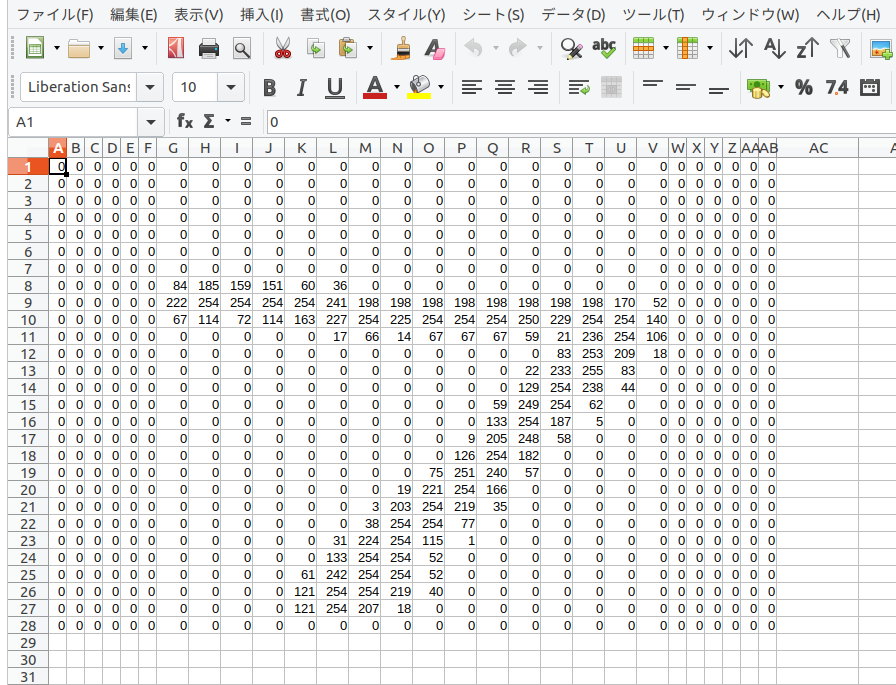 ファイル(F) 編集(E) 表示(V) 挿入(I) 書式(O) スタイル(Y) シート(S) データ(D) ツール(T) ウィンドウ(W) ヘルプ(H)
abc
Liberation Sans 10 B I U A % 7.4
A1 fx Σ = 0
A B C D E F G H I J K L M N O P Q R S T U V W X Y Z AA AB AC
1 0 0 0 0 0 0 0 0 0 0 0 0 0 0 0 0 0 0 0 0 0 0 0 0 0 0 0 0
2 0 0 0 0 0 0 0 0 0 0 0 0 0 0 0 0 0 0 0 0 0 0 0 0 0 0 0 0
3 0 0 0 0 0 0 0 0 0 0 0 0 0 0 0 0 0 0 0 0 0 0 0 0 0 0 0 0
4 0 0 0 0 0 0 0 0 0 0 0 0 0 0 0 0 0 0 0 0 0 0 0 0 0 0 0 0
5 0 0 0 0 0 0 0 0 0 0 0 0 0 0 0 0 0 0 0 0 0 0 0 0 0 0 0 0
6 0 0 0 0 0 0 0 0 0 0 0 0 0 0 0 0 0 0 0 0 0 0 0 0 0 0 0 0
7 0 0 0 0 0 0 0 0 0 0 0 0 0 0 0 0 0 0 0 0 0 0 0 0 0 0 0 0
8 0 0 0 0 0 0 84 185 159 151 60 36 0 0 0 0 0 0 0 0 0 0 0 0 0 0 0 0
9 0 0 0 0 0 0 222 254 254 254 254 241 198 198 198 198 198 198 198 198 170 52 0 0 0 0 0 0
10 0 0 0 0 0 0 67 114 72 114 163 227 254 225 254 254 254 250 229 254 254 140 0 0 0 0 0 0
11 0 0 0 0 0 0 0 0 0 0 0 17 66 14 67 67 67 59 21 236 254 106 0 0 0 0 0 0
12 0 0 0 0 0 0 0 0 0 0 0 0 0 0 0 0 0 0 83 253 209 18 0 0 0 0 0 0
13 0 0 0 0 0 0 0 0 0 0 0 0 0 0 0 0 0 22 233 255 83 0 0 0 0 0 0 0
14 0 0 0 0 0 0 0 0 0 0 0 0 0 0 0 0 0 129 254 238 44 0 0 0 0 0 0 0
15 0 0 0 0 0 0 0 0 0 0 0 0 0 0 0 0 59 249 254 62 0 0 0 0 0 0 0 0
16 0 0 0 0 0 0 0 0 0 0 0 0 0 0 0 0 133 254 187 5 0 0 0 0 0 0 0 0
17 0 0 0 0 0 0 0 0 0 0 0 0 0 0 0 9 205 248 58 0 0 0 0 0 0 0 0 0
18 0 0 0 0 0 0 0 0 0 0 0 0 0 0 0 126 254 182 0 0 0 0 0 0 0 0 0 0
19 0 0 0 0 0 0 0 0 0 0 0 0 0 0 75 251 240 57 0 0 0 0 0 0 0 0 0 0
20 0 0 0 0 0 0 0 0 0 0 0 0 0 19 221 254 166 0 0 0 0 0 0 0 0 0 0 0
21 0 0 0 0 0 0 0 0 0 0 0 0 3 203 254 219 35 0 0 0 0 0 0 0 0 0 0 0
22 0 0 0 0 0 0 0 0 0 0 0 0 38 254 254 77 0 0 0 0 0 0 0 0 0 0 0 0
23 0 0 0 0 0 0 0 0 0 0 0 31 224 254 115 1 0 0 0 0 0 0 0 0 0 0 0 0
24 0 0 0 0 0 0 0 0 0 0 0 133 254 254 52 0 0 0 0 0 0 0 0 0 0 0 0 0
25 0 0 0 0 0 0 0 0 0 0 61 242 254 254 52 0 0 0 0 0 0 0 0 0 0 0 0 0
26 0 0 0 0 0 0 0 0 0 0 121 254 254 219 40 0 0 0 0 0 0 0 0 0 0 0 0 0
27 0 0 0 0 0 0 0 0 0 0 121 254 207 18 0 0 0 0 0 0 0 0 0 0 0 0 0 0
28 0 0 0 0 0 0 0 0 0 0 0 0 0 0 0 0 0 0 0 0 0 0 0 0 0 0 0 0
29
30
31